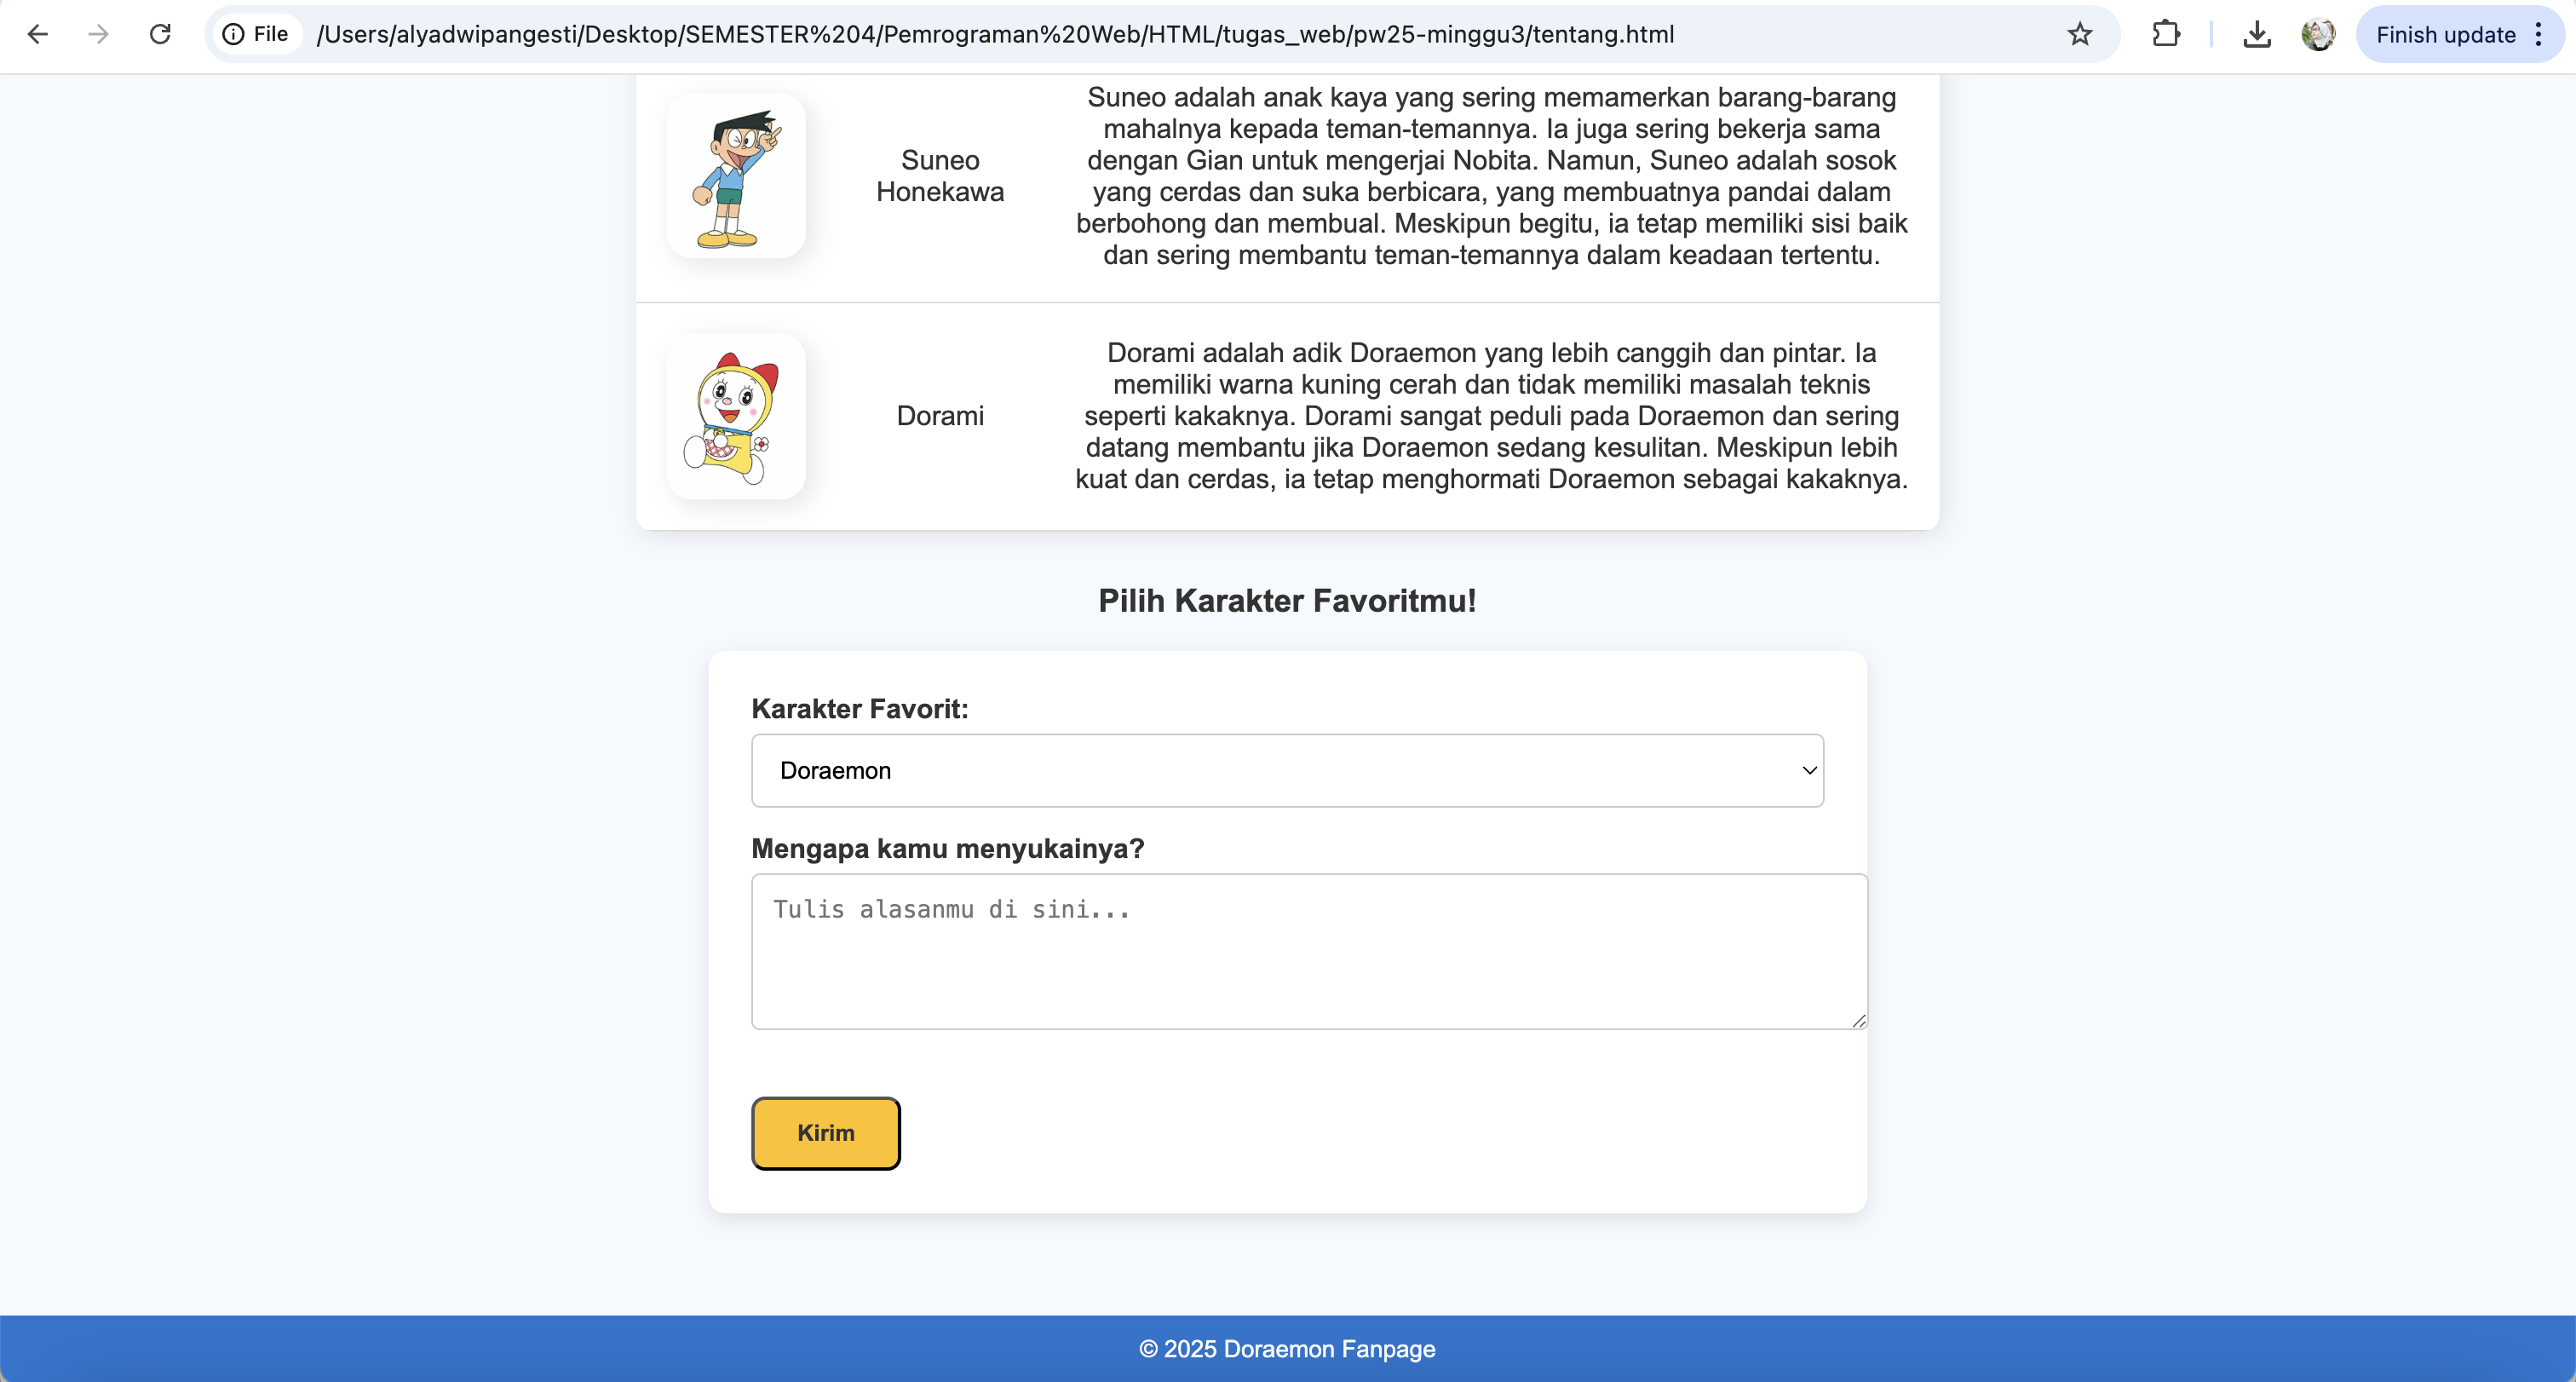 File
/Users/alyadwipangesti/Desktop/SEMESTER%204/Pemrograman%20Web/HTML/tugas_web/pw25-minggu3/tentang.html
Finish update
Suneo
Honekawa
Suneo adalah anak kaya yang sering memamerkan barang-barang
mahalnya kepada teman-temannya. Ia juga sering bekerja sama
dengan Gian untuk mengerjai Nobita. Namun, Suneo adalah sosok
yang cerdas dan suka berbicara, yang membuatnya pandai dalam
berbohong dan membual. Meskipun begitu, ia tetap memiliki sisi baik
dan sering membantu teman-temannya dalam keadaan tertentu.
Dorami
Dorami adalah adik Doraemon yang lebih canggih dan pintar. Ia
memiliki warna kuning cerah dan tidak memiliki masalah teknis
seperti kakaknya. Dorami sangat peduli pada Doraemon dan sering
datang membantu jika Doraemon sedang kesulitan. Meskipun lebih
kuat dan cerdas, ia tetap menghormati Doraemon sebagai kakaknya.
Pilih Karakter Favoritmu!
Karakter Favorit:
Doraemon
Mengapa kamu menyukainya?
Tulis alasanmu di sini...
Kirim
© 2025 Doraemon Fanpage